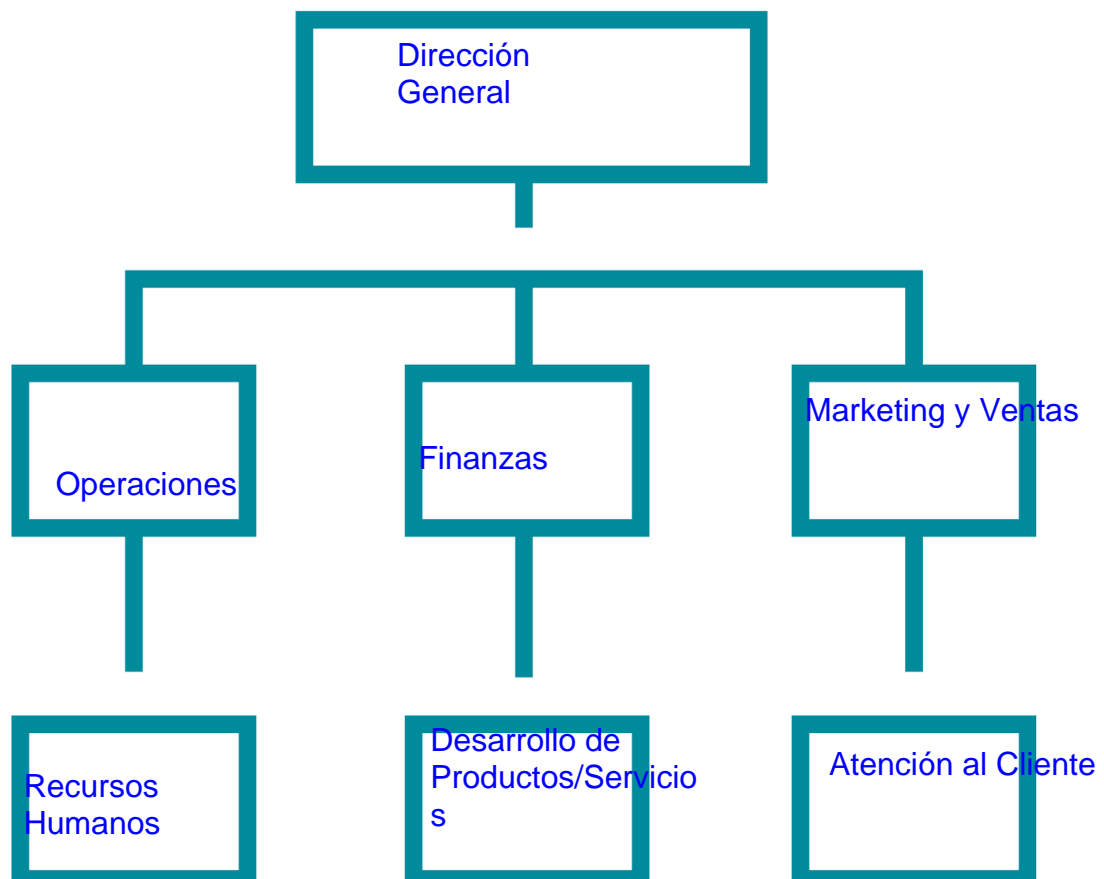 Dirección
General
Operaciones
Finanzas
Marketing y Ventas
Recursos
Humanos
Desarrollo de
Productos/Servicio
s
Atención al Cliente